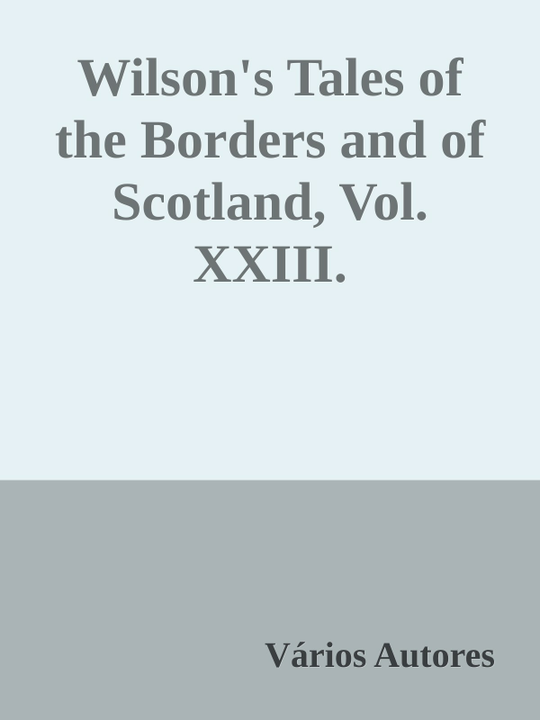 Wilson's Tales of
the Borders and of
Scotland, Vol.
XXIII.
Vários Autores